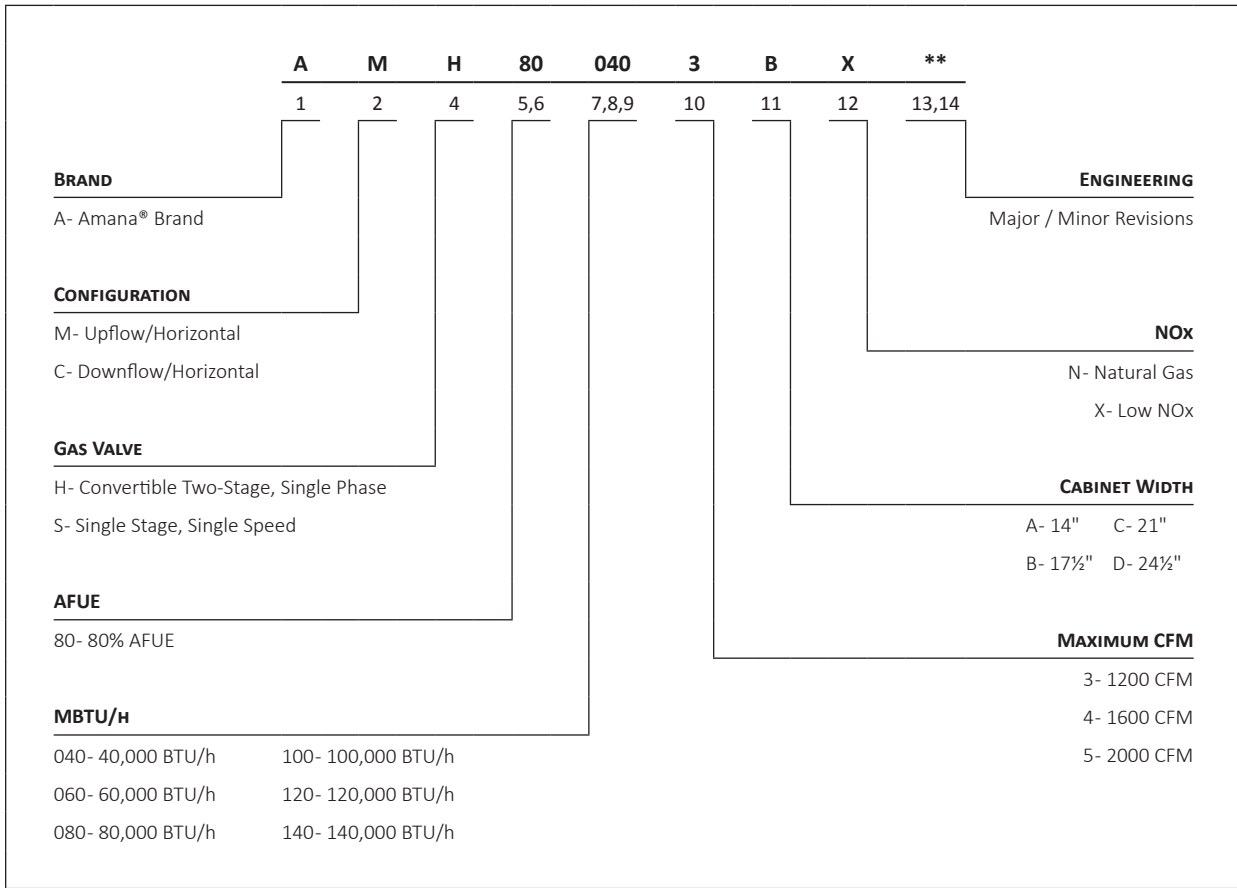 A M H 80 040 3 B X **
1 2 4 5,6 7,8,9 10 11 12 13,14
BRAND
A- Amana® Brand
CONFIGURATION
M- Upflow/Horizontal
C- Downflow/Horizontal
GAS VALVE
H- Convertible Two-Stage, Single Phase
S- Single Stage, Single Speed
AFUE
80- 80% AFUE
MBTU/H
040- 40,000 BTU/h 100- 100,000 BTU/h
060- 60,000 BTU/h 120- 120,000 BTU/h
080- 80,000 BTU/h 140- 140,000 BTU/h
ENGINEERING
Major / Minor Revisions
NOx
N- Natural Gas
X- Low NOx
CABINET WIDTH
A- 14" C- 21"
B- 17½" D- 24½"
MAXIMUM CFM
3- 1200 CFM
4- 1600 CFM
5- 2000 CFM